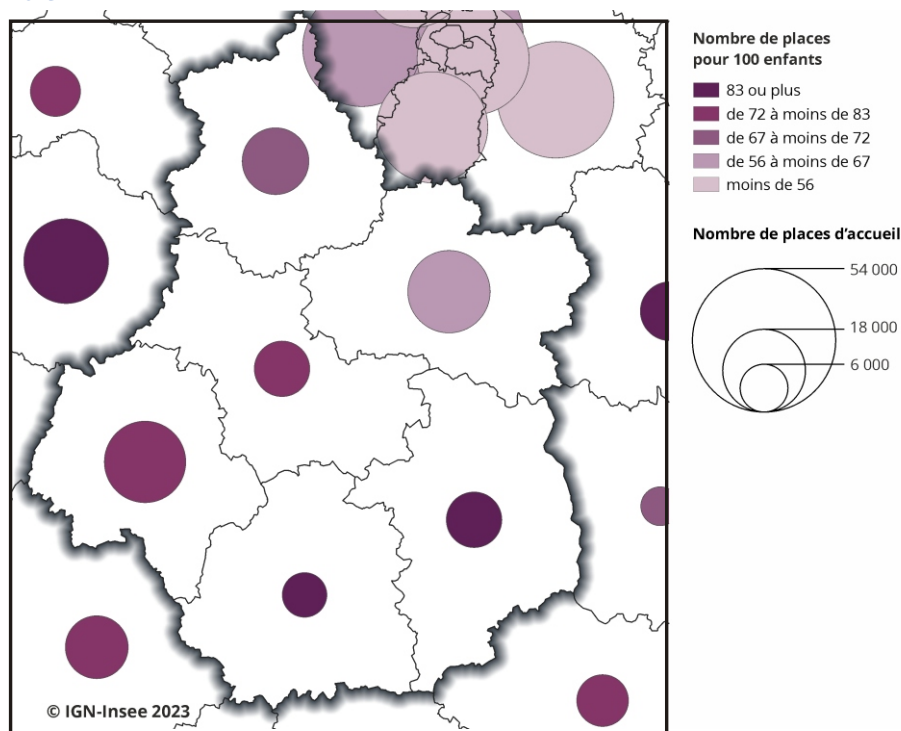 Nombre de places
pour 100 enfants
83 ou plus
de 72 à moins de 83
de 67 à moins de 72
de 56 à moins de 67
moins de 56
Nombre de places d'accueil
54 000
18 000
6 000
© IGN-Insee 2023